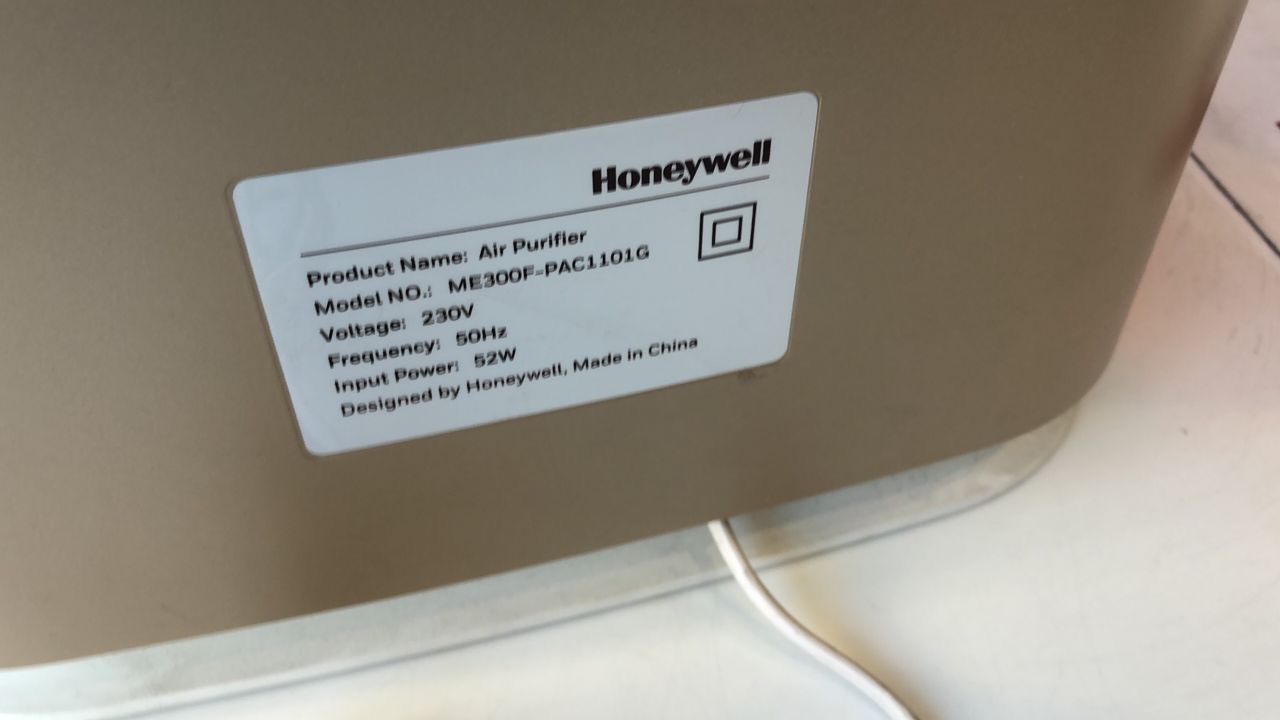 Honeywell
Product Name: Air Purifier
Model NO.: ME300F-PAC1101G
Voltage: 230V
Frequency: 50Hz
Input Power: 52W
Designed by Honeywell, Made in China